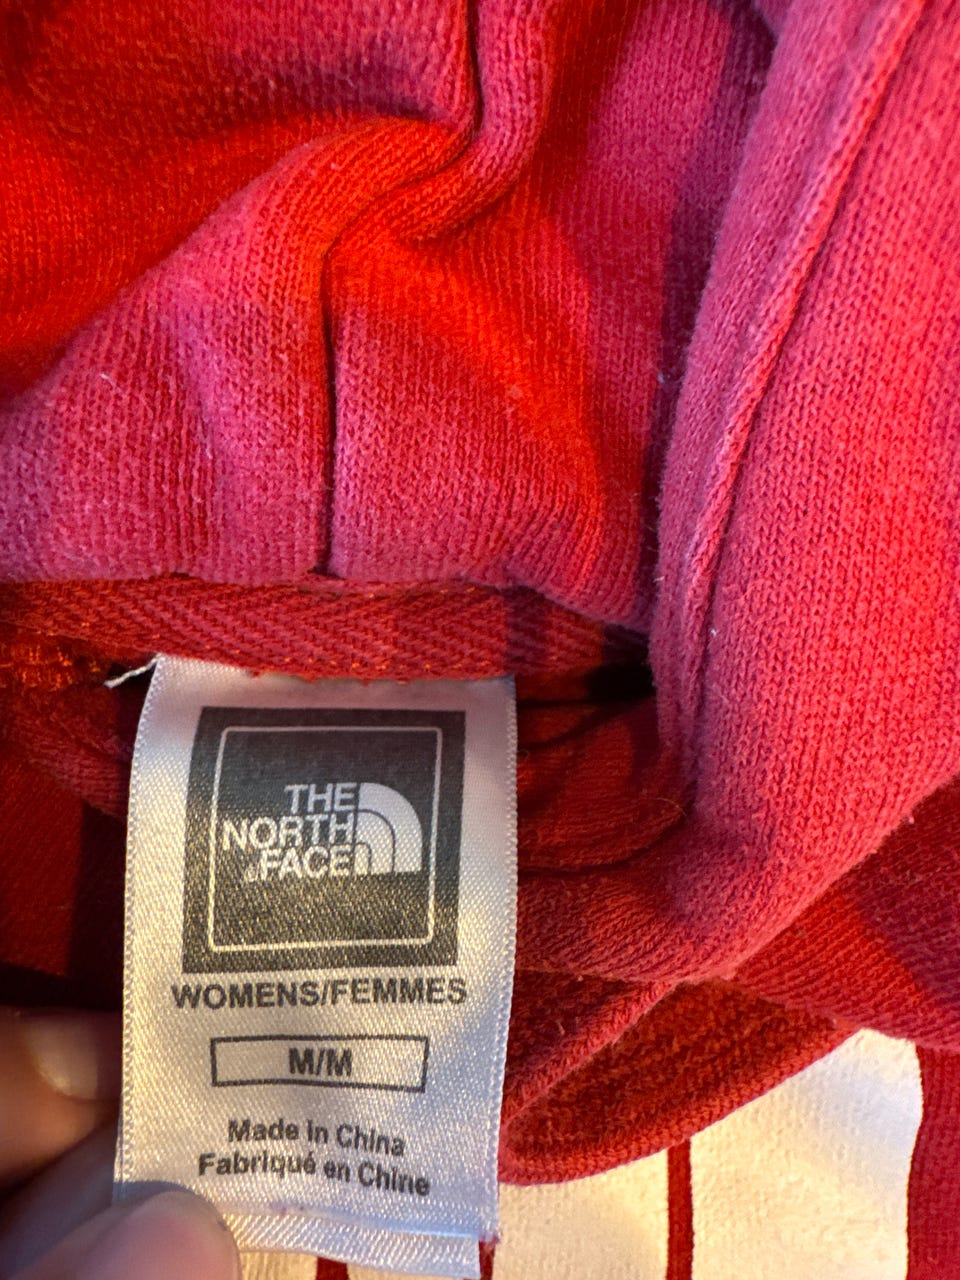 THE
NORTH
FACE
WOMENS/FEMMES
M/M
Made in China
Fabriqué en Chine